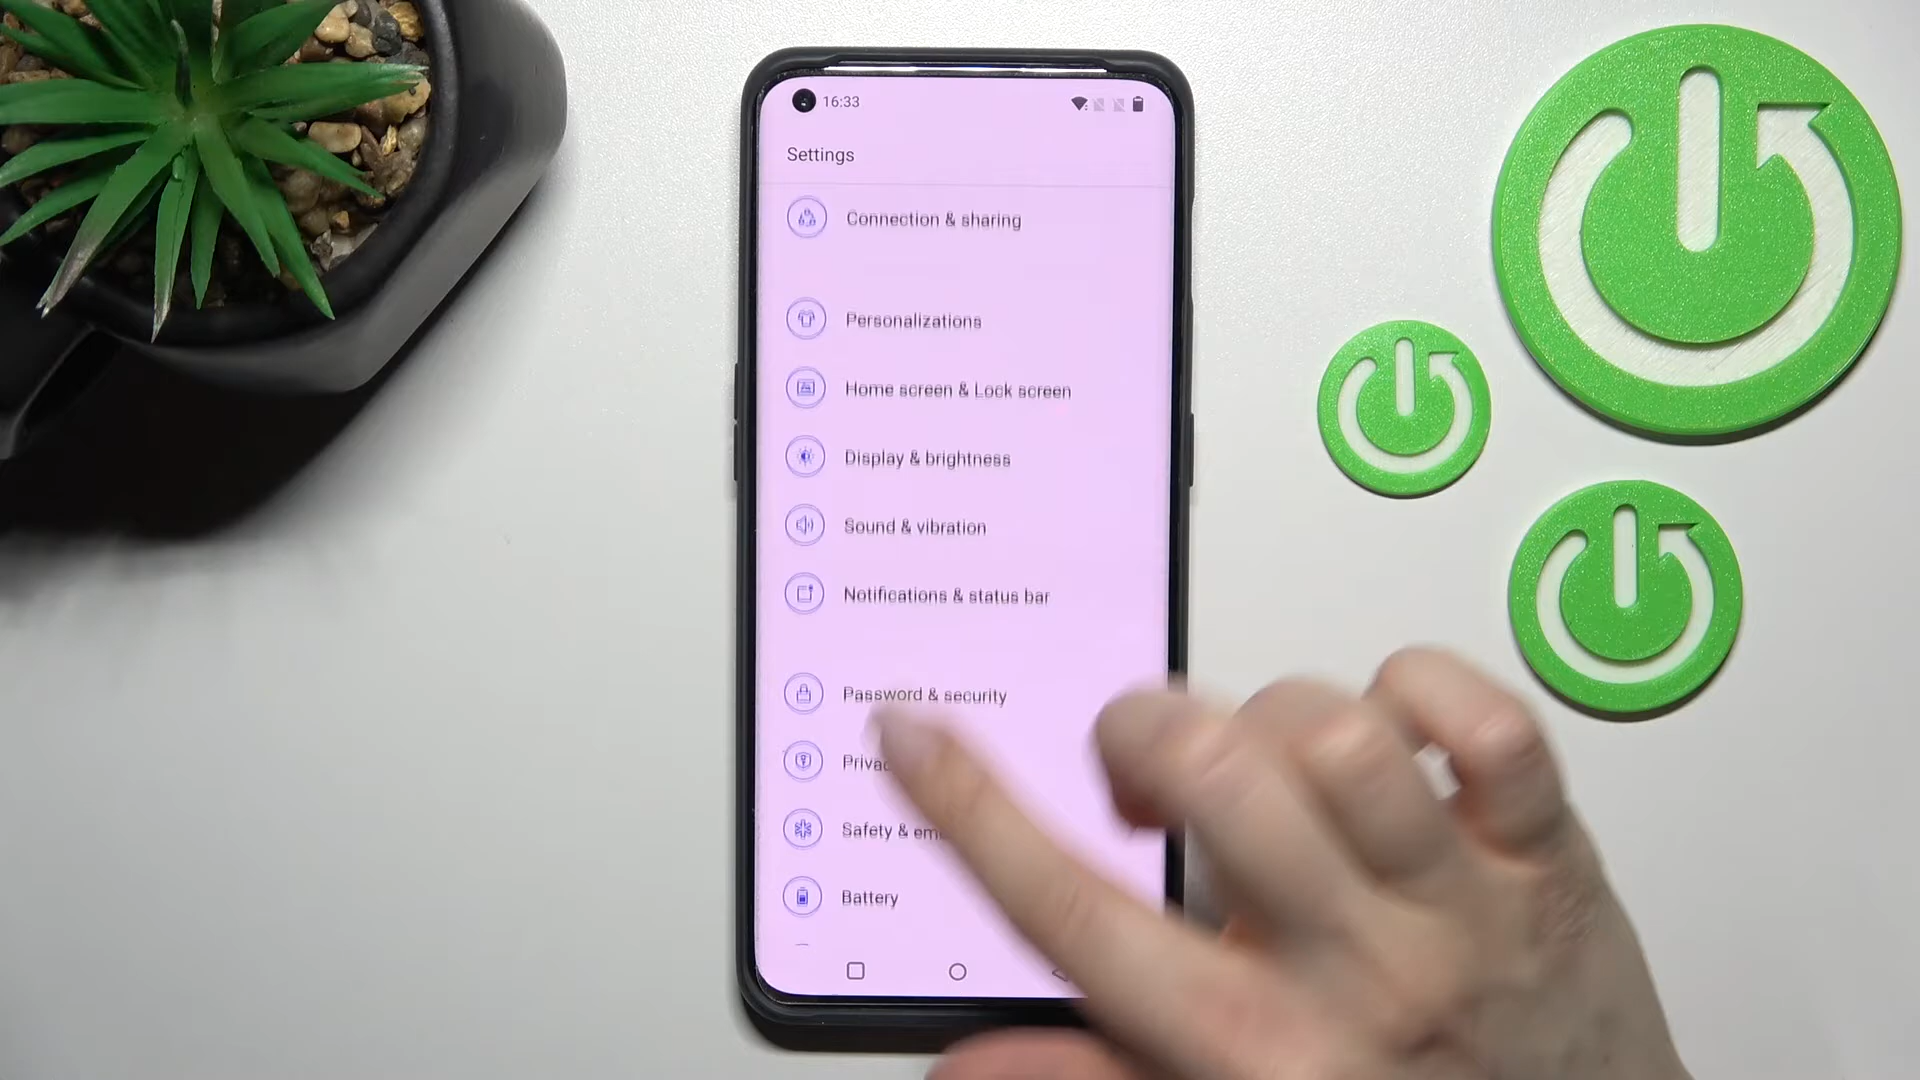 16:33
Settings
Connection & sharing
Personalizations
Home screen & Lock screen
Display & brightness
Sound & vibration
Notifications & status bar
Password & security
Safety &
Battery